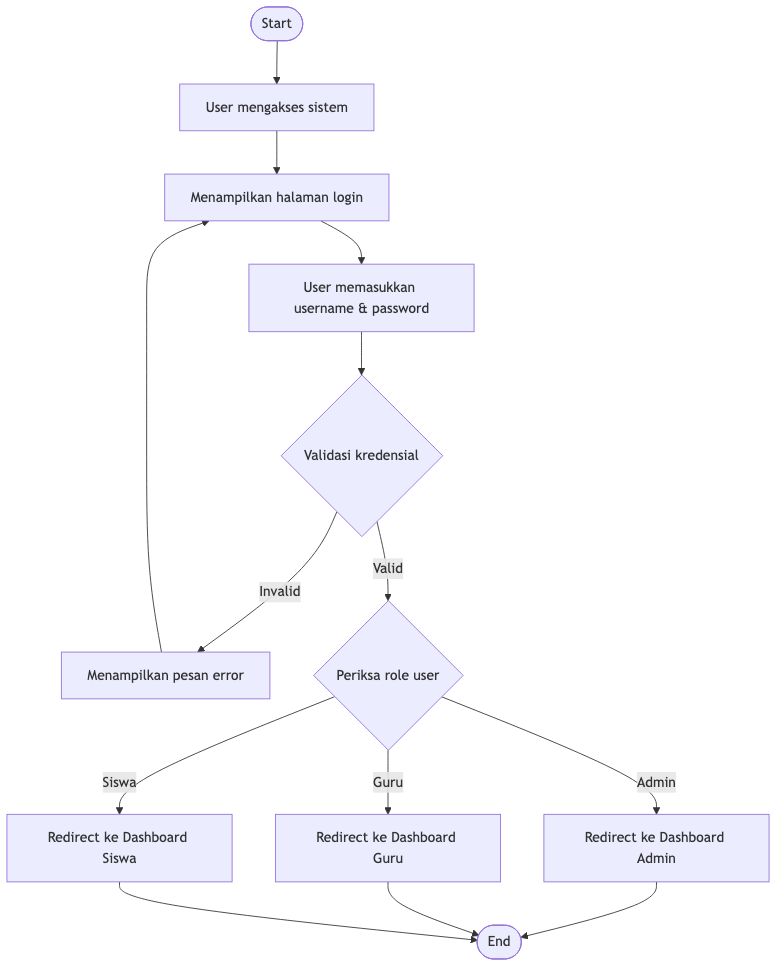 Start
User mengakses sistem
Menampilkan halaman login
User memasukkan
username & password
Validasi kredensial
Invalid
Valid
Menampilkan pesan error
Periksa role user
Siswa
Guru
Admin
Redirect ke Dashboard
Siswa
Redirect ke Dashboard
Guru
Redirect ke Dashboard
Admin
End